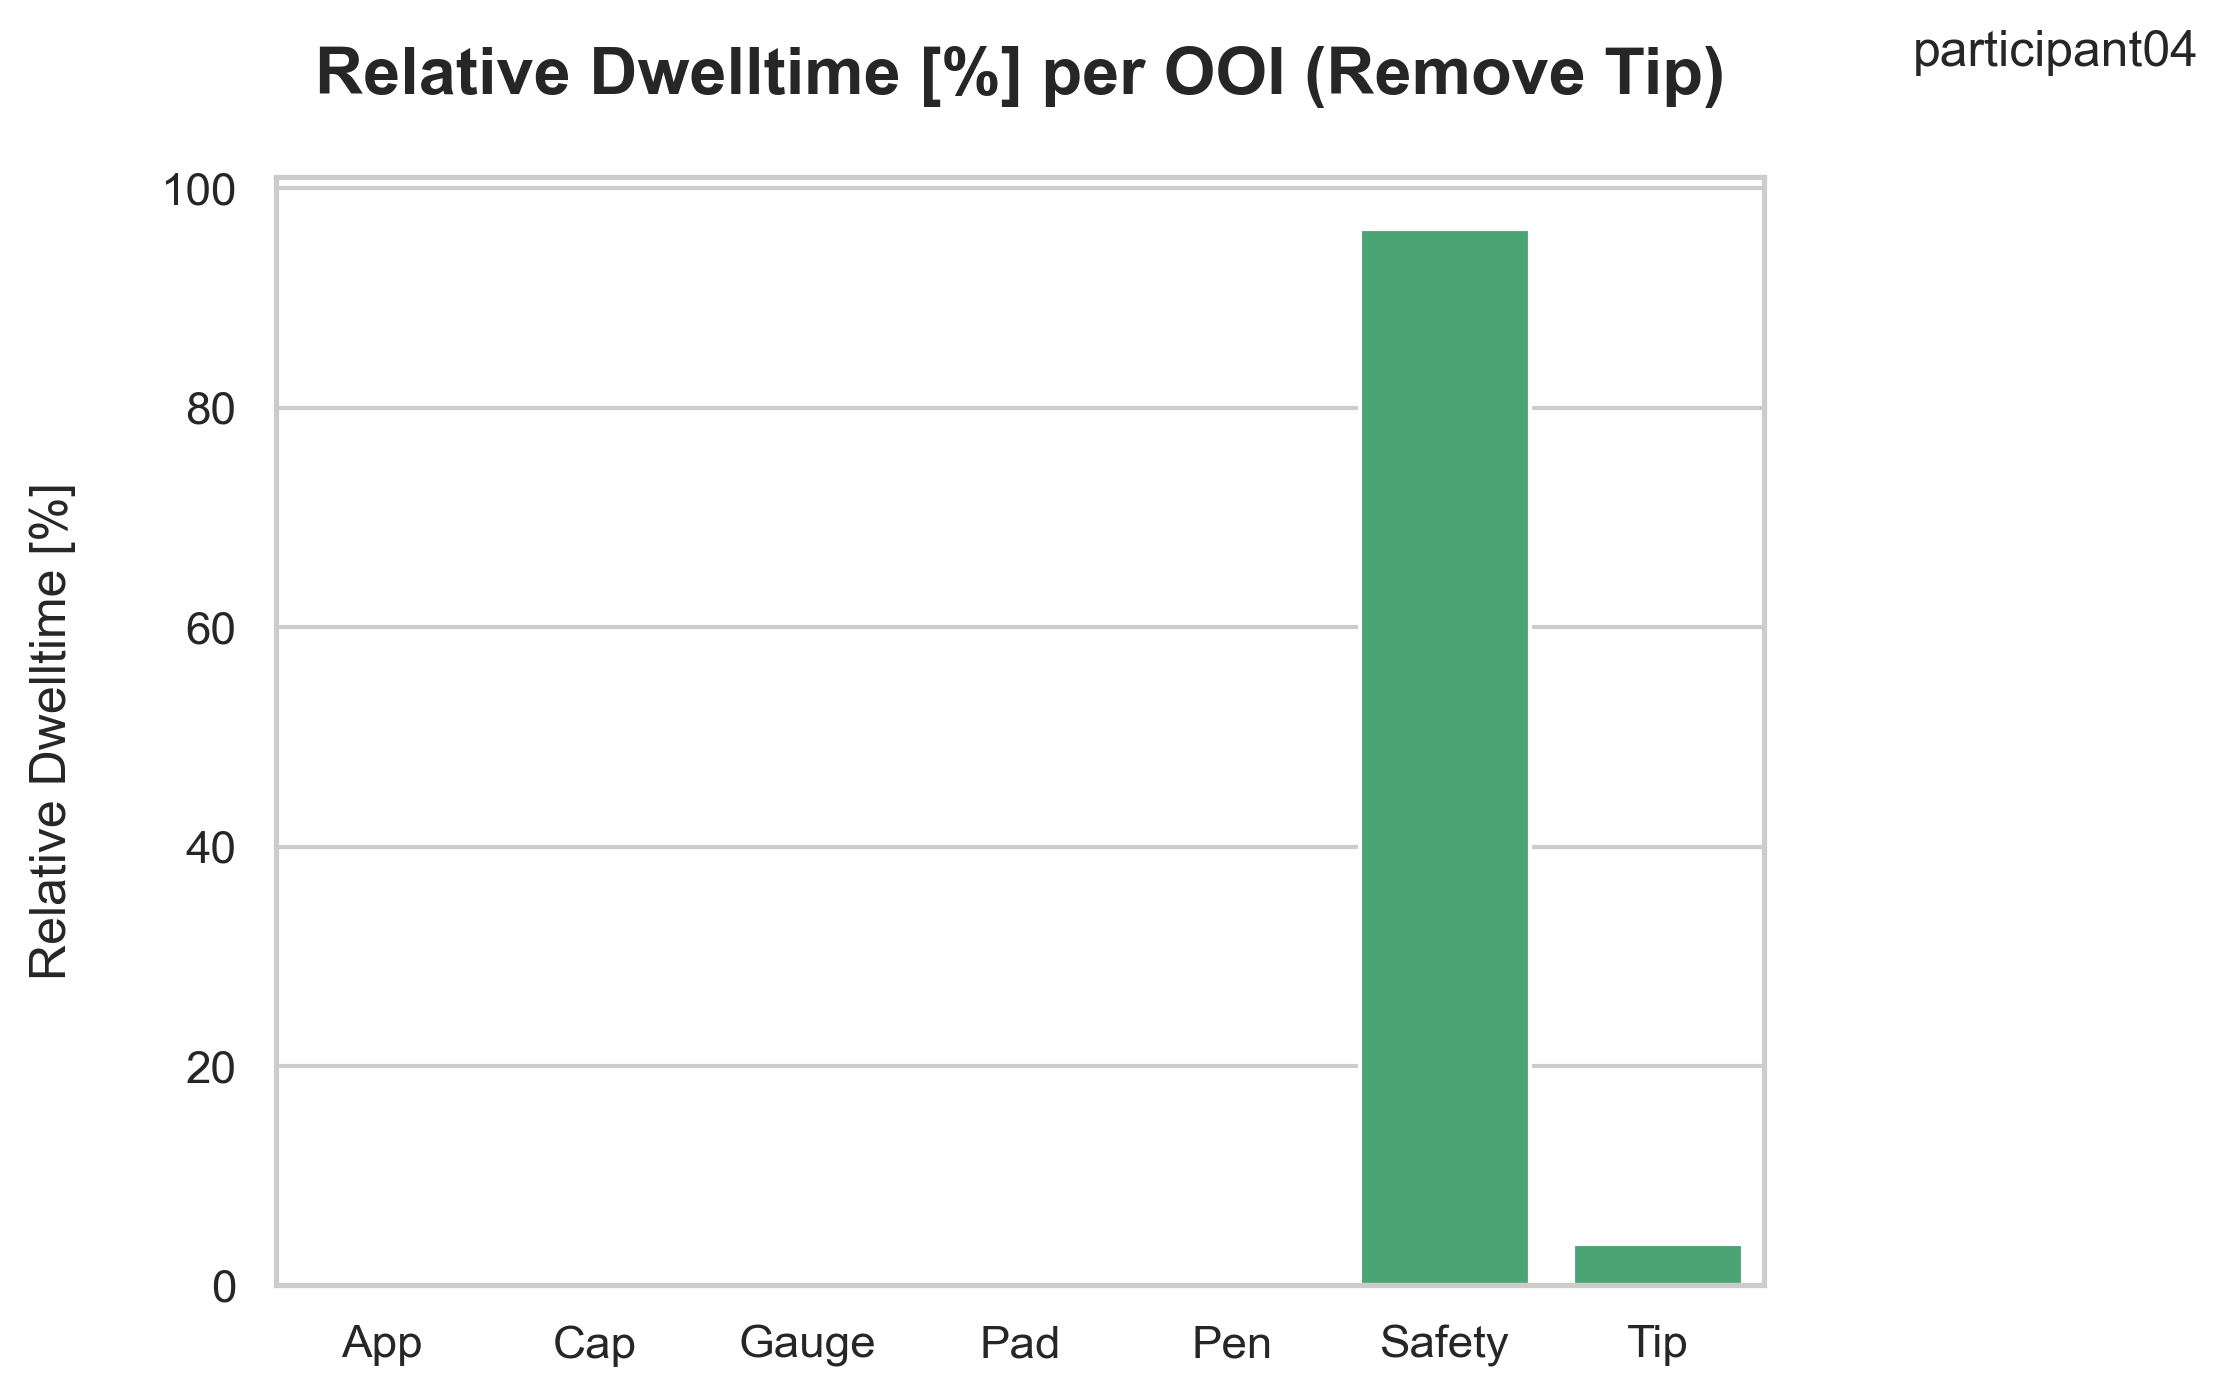 Relative Dwelltime [%] per OOI (Remove Tip)
participant04
Relative Dwelltime [%]
100
80
60
40
20
0
App Cap Gauge Pad Pen Safety Tip